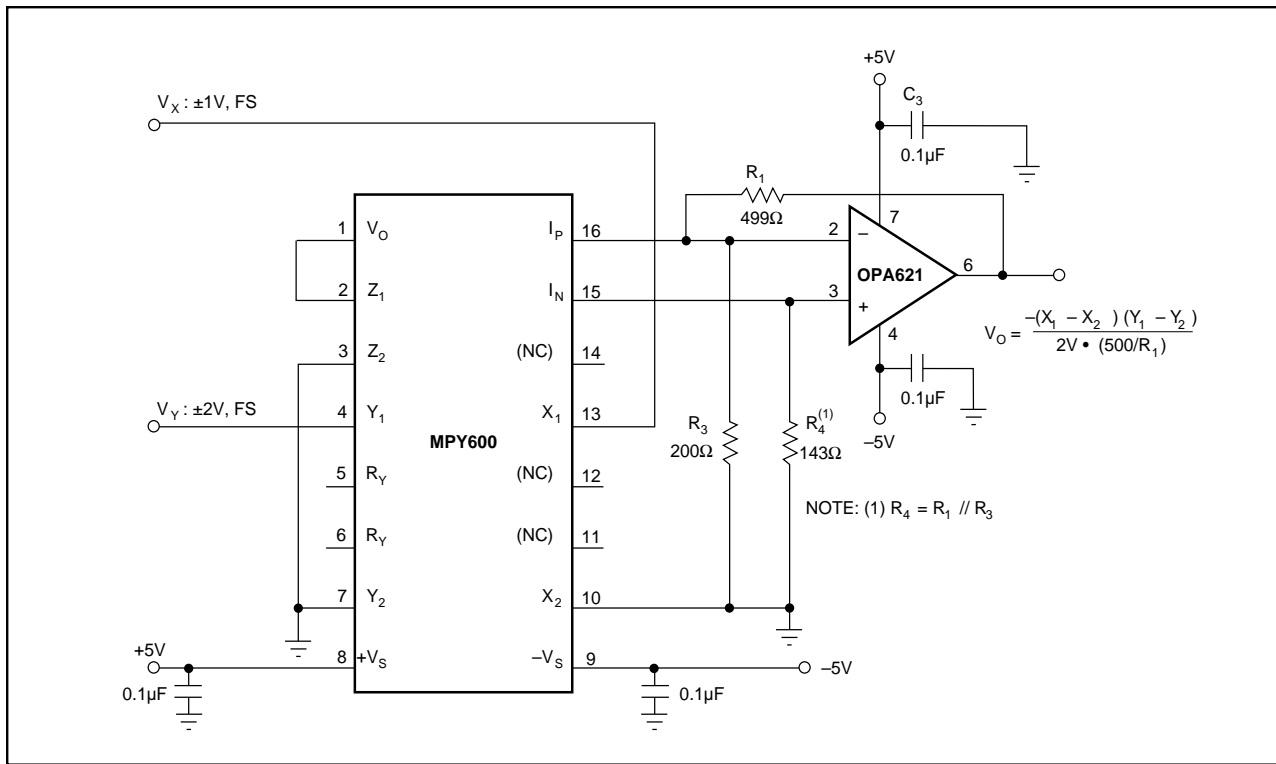 V_X : ±1V, FS
+5V
C_3
0.1µF
R_1
499Ω
1 V_O I_P 16
2 Z_1 I_N 15
3 Z_2 (NC) 14
V_Y : ±2V, FS
4 Y_1 X_1 13
MPY600
5 R_Y (NC) 12
6 R_Y (NC) 11
7 Y_2 X_2 10
+5V
8 +V_S –V_S 9
–5V
0.1µF
0.1µF
2 –
7
OPA621
6
3 +
4
0.1µF
–5V
V_O = –(X_1 – X_2) (Y_1 – Y_2) / 2V • (500/R_1)
R_3
200Ω
R_4^(1)
143Ω
NOTE: (1) R_4 = R_1 // R_3